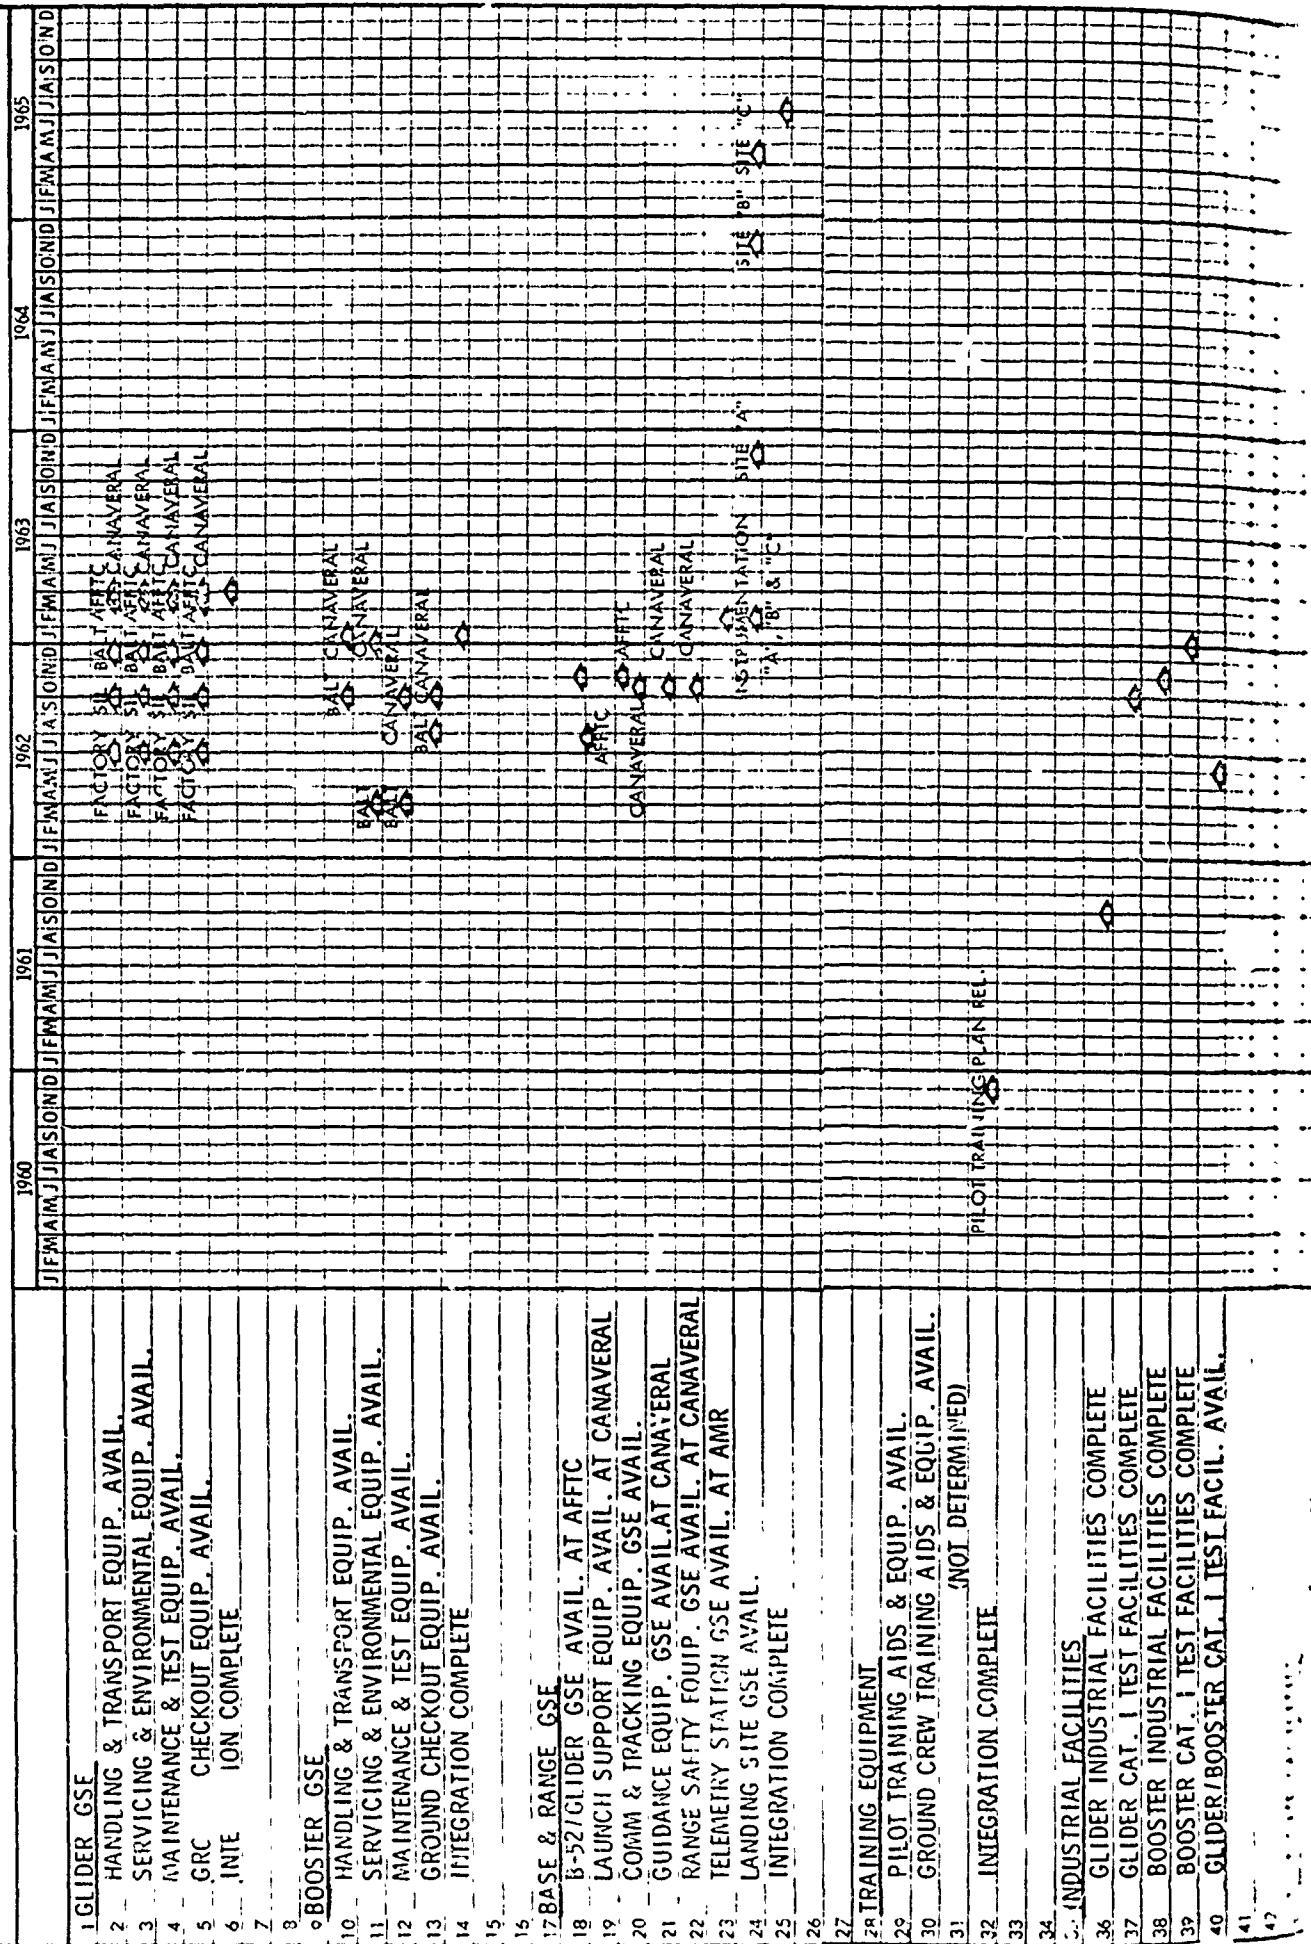 1960 1961 1962 1963 1964 1965
J F M A M J J A S O N D J F M A M J J A S O N D J F M A M J J A S O N D J F M A M J J A S O N D J F M A M J J A S O N D J F M A M J J A S O N D
1 GLIDER GSE
2 HANDLING & TRANSPORT EQUIP. AVAIL. FACTORY SIL BALT AFFTC CANAVERAL
3 SERVICING & ENVIRONMENTAL EQUIP. AVAIL. FACTORY SIL BALT AFFTC CANAVERAL
4 MAINTENANCE & TEST EQUIP. AVAIL. FACTORY SIL BALT AFFTC CANAVERAL
5 GRC CHECKOUT EQUIP. AVAIL. FACTORY SIL BALT AFFTC CANAVERAL
6 INTE ION COMPLETE
7
8
9 BOOSTER GSE
10 HANDLING & TRANSPORT EQUIP. AVAIL. BALT CANAVERAL
11 SERVICING & ENVIRONMENTAL EQUIP. AVAIL. BALT CANAVERAL
12 MAINTENANCE & TEST EQUIP. AVAIL. BALT CANAVERAL
13 GROUND CHECKOUT EQUIP. AVAIL. BALT CANAVERAL
14 INTEGRATION COMPLETE
15
16
17 BASE & RANGE GSE
18 B-52/GLIDER GSE AVAIL. AT AFFTC
19 LAUNCH SUPPORT EQUIP. AVAIL. AT CANAVERAL AFFTC AFFTC
20 COMM & TRACKING EQUIP. GSE AVAIL. CANAVERAL
21 GUIDANCE EQUIP. GSE AVAIL. AT CANAVERAL CANAVERAL
22 RANGE SAFETY EQUIP. GSE AVAIL. AT CANAVERAL CANAVERAL
23 TELEMETRY STATION GSE AVAIL. AT AMR
24 LANDING SITE GSE AVAIL. INSTRUMENTATION SITE "A" SITE "B" SITE "C"
25 INTEGRATION COMPLETE "A", "B" & "C"
26
27
28 TRAINING EQUIPMENT
29 PILOT TRAINING AIDS & EQUIP. AVAIL.
30 GROUND CREW TRAINING AIDS & EQUIP. AVAIL.
31 (NOT DETERMINED)
32 INTEGRATION COMPLETE PILOT TRAINING PLAN REL.
33
34
INDUSTRIAL FACILITIES
36 GLIDER INDUSTRIAL FACILITIES COMPLETE
37 GLIDER CAT. I TEST FACILITIES COMPLETE
38 BOOSTER INDUSTRIAL FACILITIES COMPLETE
39 BOOSTER CAT. I TEST FACILITIES COMPLETE
40 GLIDER/BOOSTER CAT. I TEST FACIL. AVAIL.
41
42